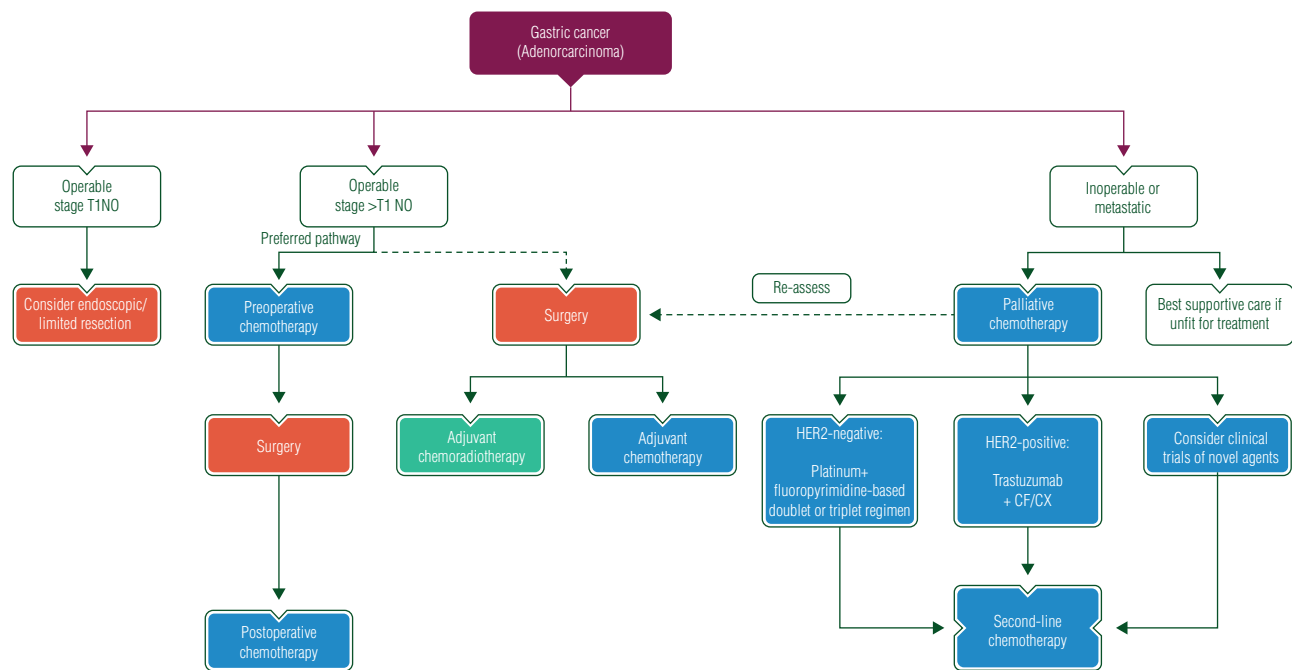 Gastric cancer
(Adenorcarcinoma)
Operable
stage T1NO
Operable
stage >T1 NO
Inoperable or
metastatic
Preferred pathway
Consider endoscopic/
limited resection
Preoperative
chemotherapy
Surgery
Re-assess
Palliative
chemotherapy
Best supportive care if
unfit for treatment
Surgery
Adjuvant
chemoradiotherapy
Adjuvant
chemotherapy
HER2-negative:
Platinum+
fluoropyrimidine-based
doublet or triplet regimen
HER2-positive:
Trastuzumab
+ CF/CX
Consider clinical
trials of novel agents
Postoperative
chemotherapy
Second-line
chemotherapy